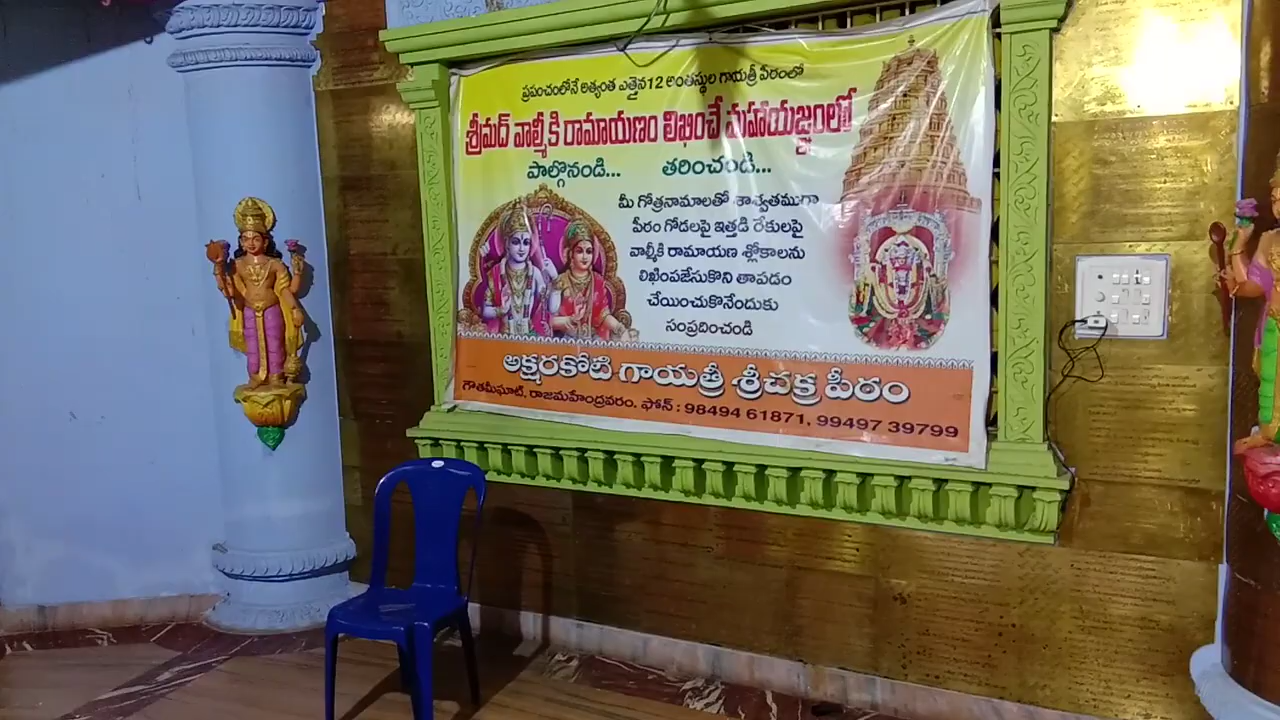 ప్రపంచంలోనే అత్యంత ఎత్తైన 12 అంతస్థుల గాయత్రీ పీఠంలో
శ్రీమద్ వాల్మీకి రామాయణం లిఖించే మహాయజ్ఞంలో
పాల్గొనండి... తరించండి...
మీ గోత్రనామాలతో శాశ్వతముగా
పీఠం గోడలపై ఇత్తడి రేకులపై
వాల్మీకి రామాయణ శ్లోకాలను
లిఖింపజేసుకొని తాపడం
చేయించుకొనేందుకు
సంప్రదించండి
అక్షరకోటి గాయత్రీ శ్రీచక్ర పీఠం
గౌతమీఘాట్, రాజమహేంద్రవరం. ఫోన్ : 98494 61871, 99497 39799